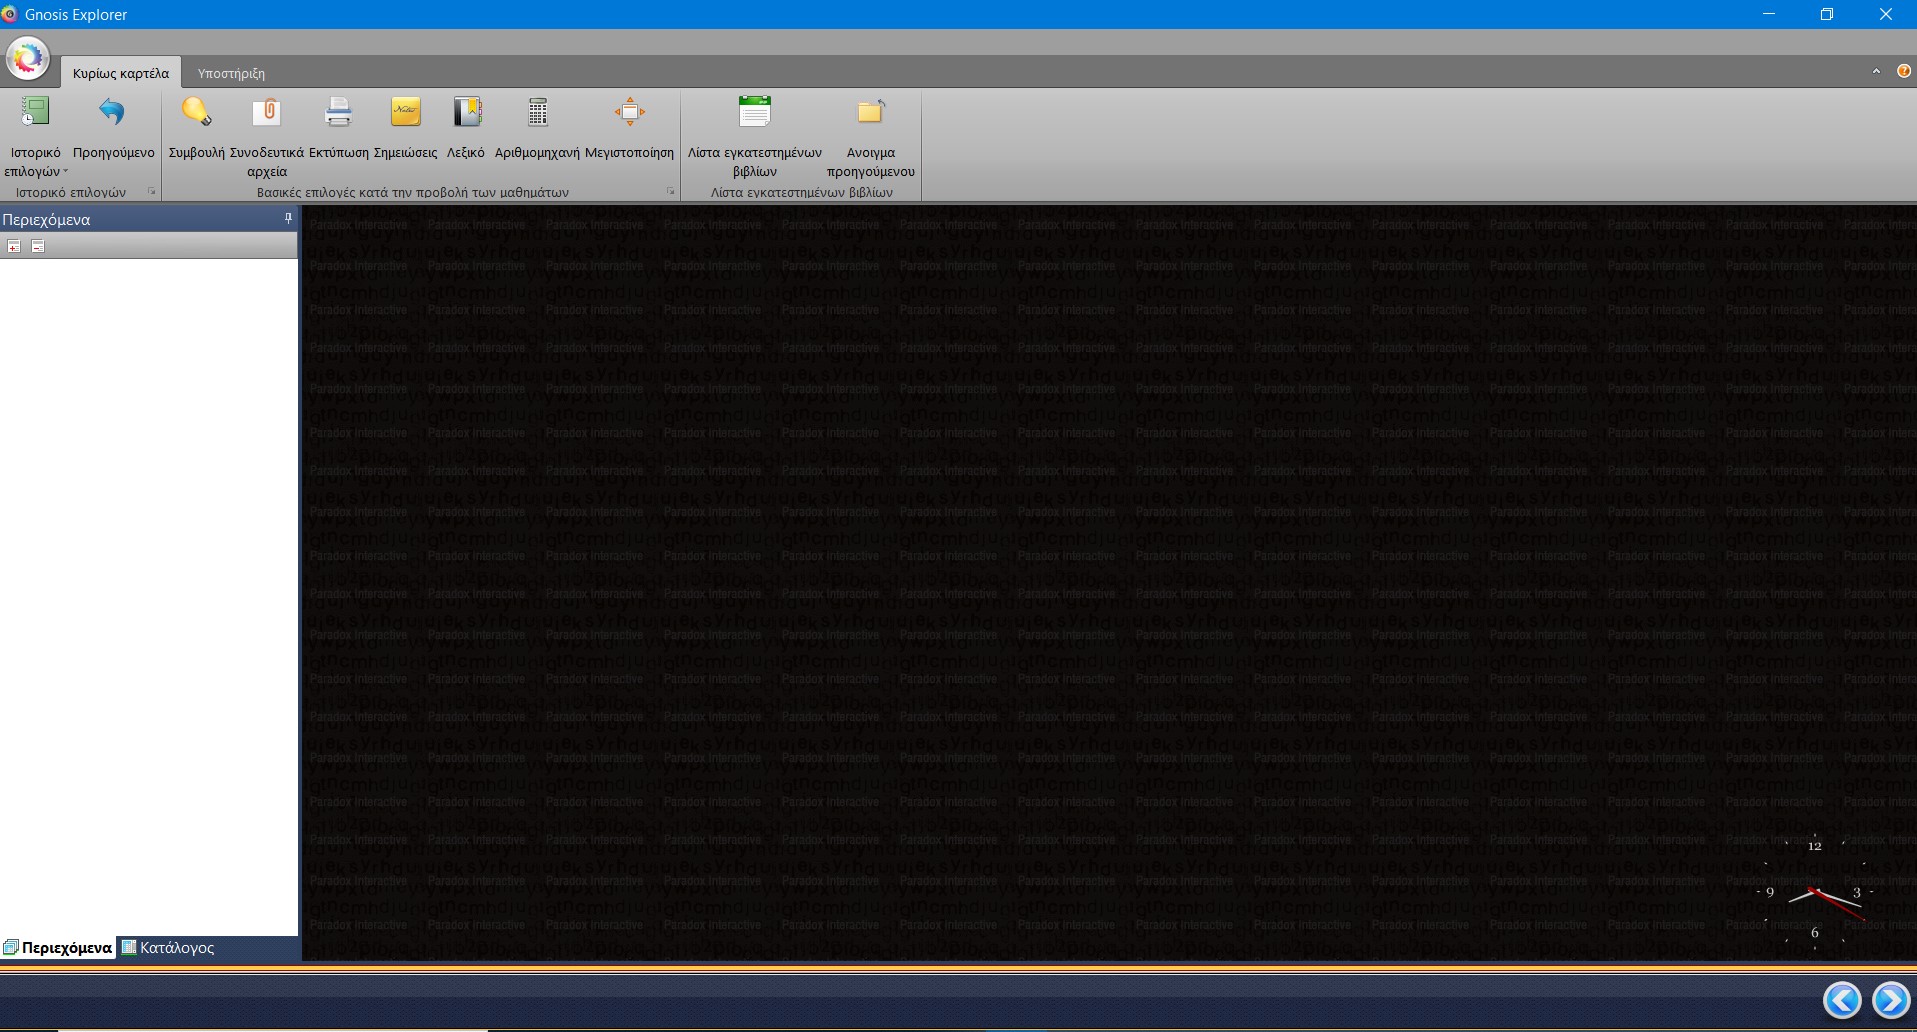 Gnosis Explorer
Κυρίως καρτέλα
Υποστήριξη
Ιστορικό επιλογών
Προηγούμενο
Συμβουλή
Συνοδευτικά αρχεία
Εκτύπωση
Notes
Σημειώσεις
Λεξικό
Αριθμομηχανή
Μεγιστοποίηση
Λίστα εγκατεστημένων βιβλίων
Ανοιγμα προηγούμενου
Ιστορικό επιλογών
Βασικές επιλογές κατά την προβολή των μαθημάτων
Λίστα εγκατεστημένων βιβλίων
Περιεχόμενα
Paradox Interactive
12
9
3
6
Περιεχόμενα
Κατάλογος